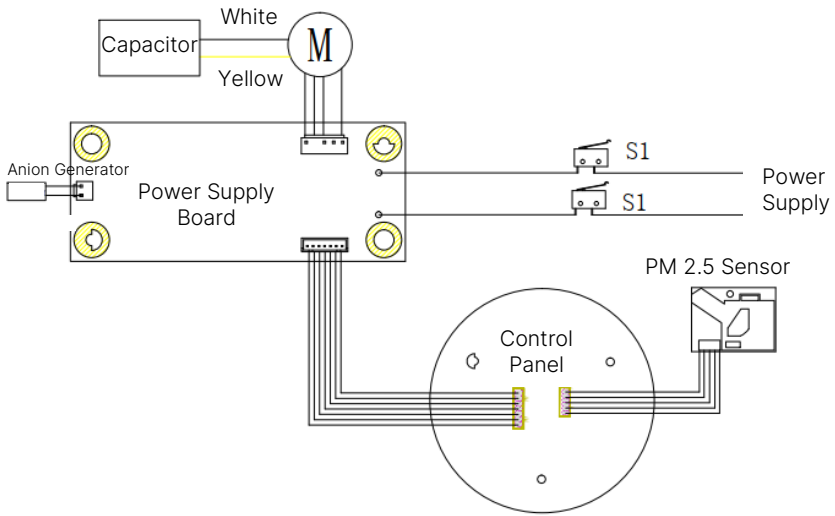 White
Capacitor
M
Yellow
S1
Anion Generator
Power Supply
Board
Power
Supply
S1
PM 2.5 Sensor
Control
Panel